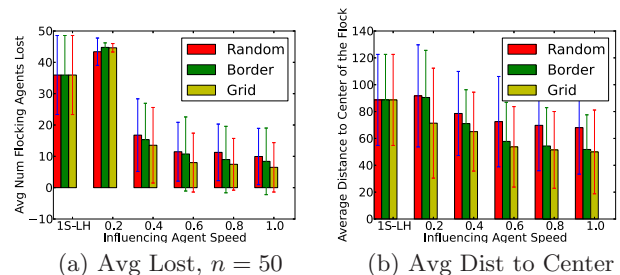 Avg Num Flocking Agents Lost
50
40
30
20
10
0
−10
1S-LH 0.2 0.4 0.6 0.8 1.0
Influencing Agent Speed
Random
Border
Grid
(a) Avg Lost, n = 50
Average Distance to Center of the Flock
140
120
100
80
60
40
20
0
1S-LH 0.2 0.4 0.6 0.8 1.0
Influencing Agent Speed
Random
Border
Grid
(b) Avg Dist to Center